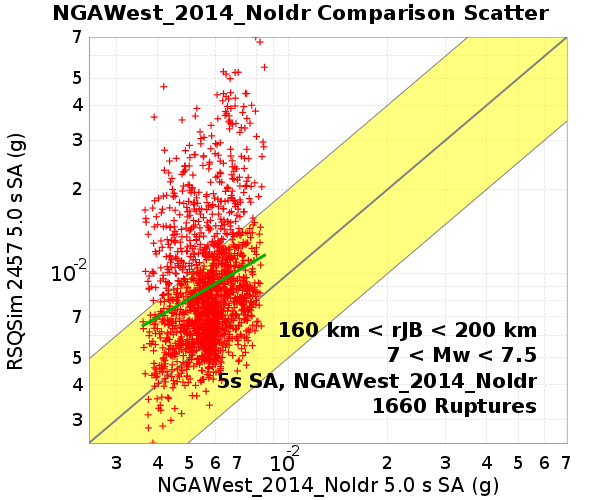 NGAWest_2014_NoIdr Comparison Scatter
RSQSim 2457 5.0 s SA (g)
7
5
4
3
2
10-2
7
5
4
3
160 km < rJB < 200 km
7 < Mw < 7.5
5s SA, NGAWest_2014_NoIdr
1660 Ruptures
3 4 5 6 7 10-2 2 3 4 5 6 7
NGAWest_2014_NoIdr 5.0 s SA (g)